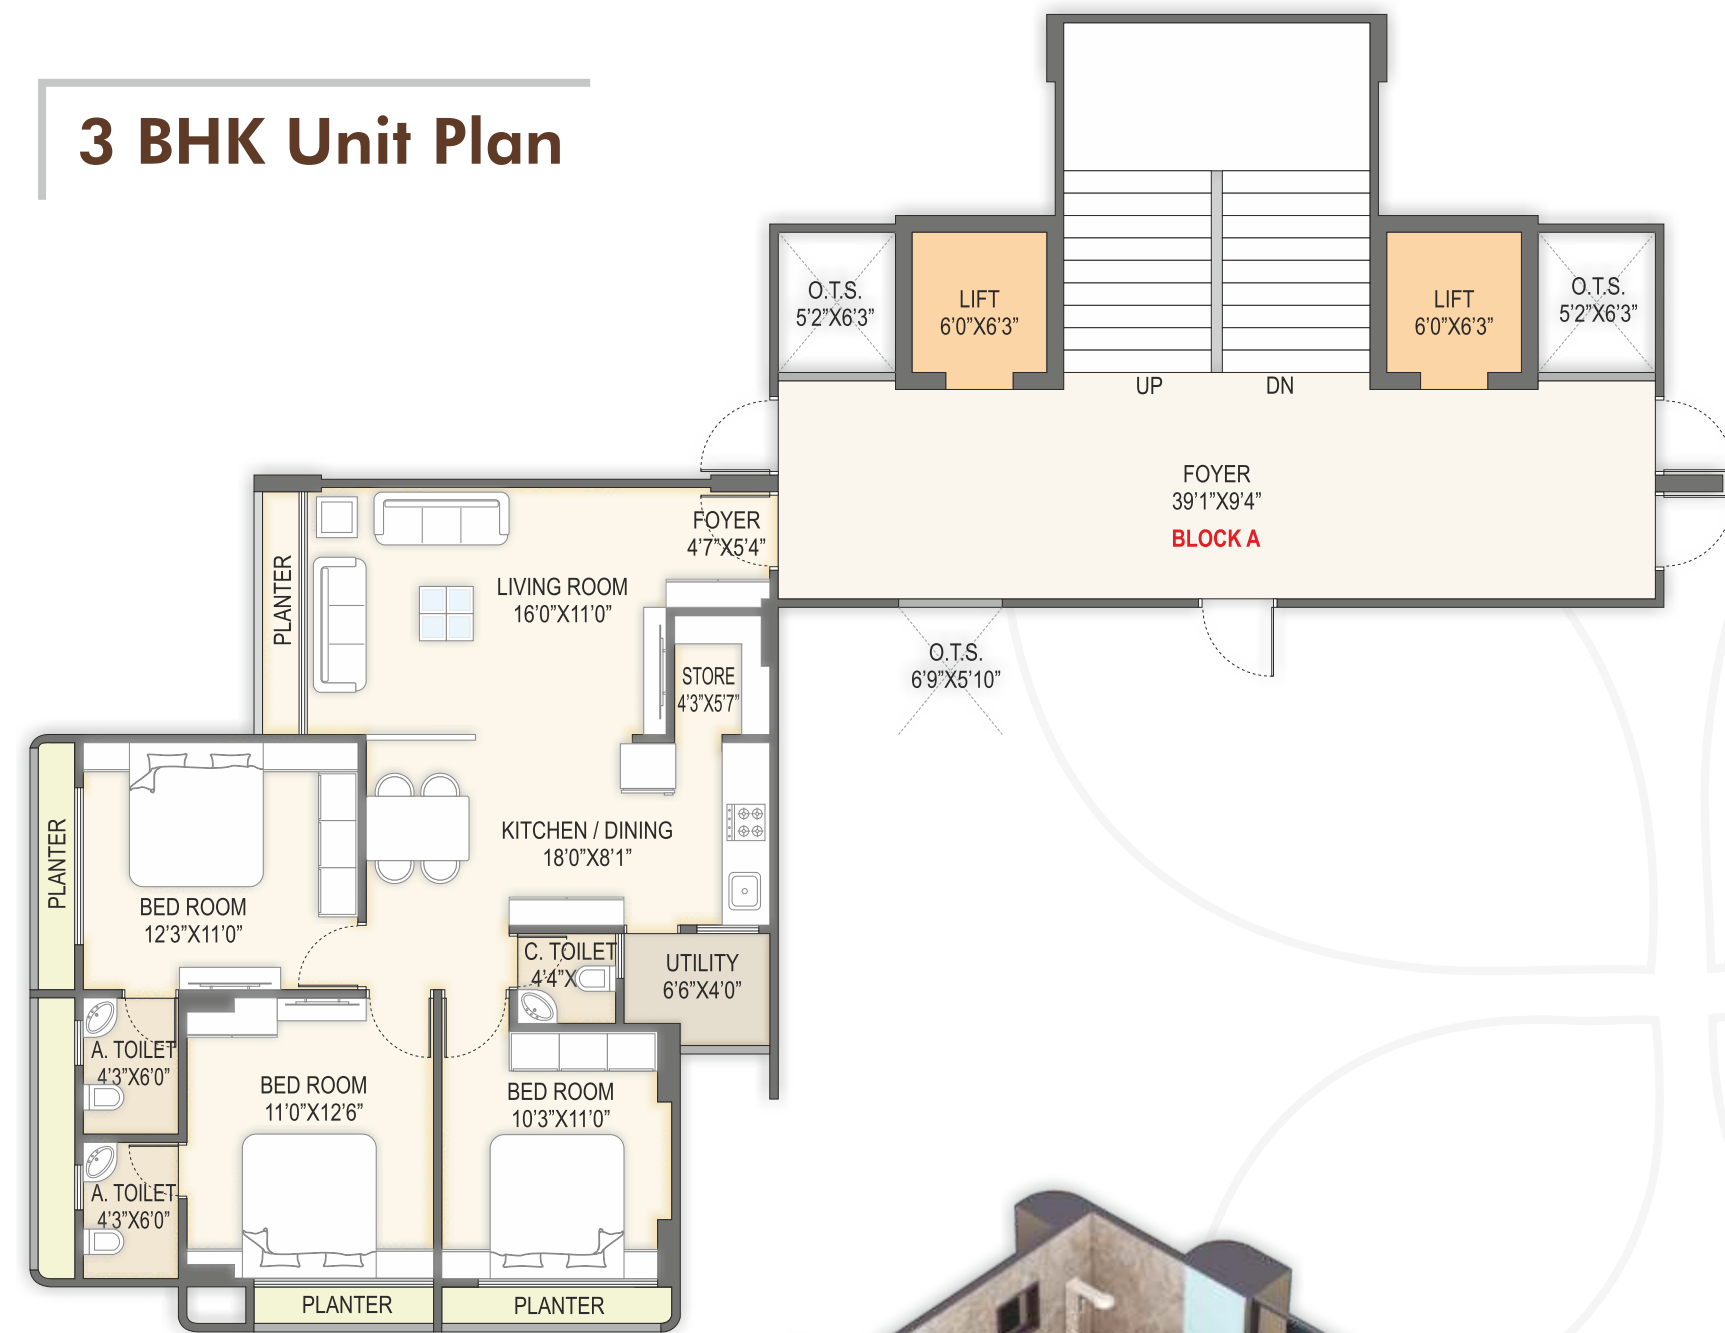 3 BHK Unit Plan
O.T.S.
5'2"X6'3"
LIFT
6'0"X6'3"
LIFT
6'0"X6'3"
O.T.S.
5'2"X6'3"
UP
DN
FOYER
39'1"X9'4"
BLOCK A
FOYER
4'7"X5'4"
PLANTER
LIVING ROOM
16'0"X11'0"
STORE
4'3"X5'7"
O.T.S.
6'9"X5'10"
PLANTER
KITCHEN / DINING
18'0"X8'1"
BED ROOM
12'3"X11'0"
C. TOILET
4'4"X
UTILITY
6'6"X4'0"
A. TOILET
4'3"X6'0"
BED ROOM
11'0"X12'6"
BED ROOM
10'3"X11'0"
A. TOILET
4'3"X6'0"
PLANTER
PLANTER